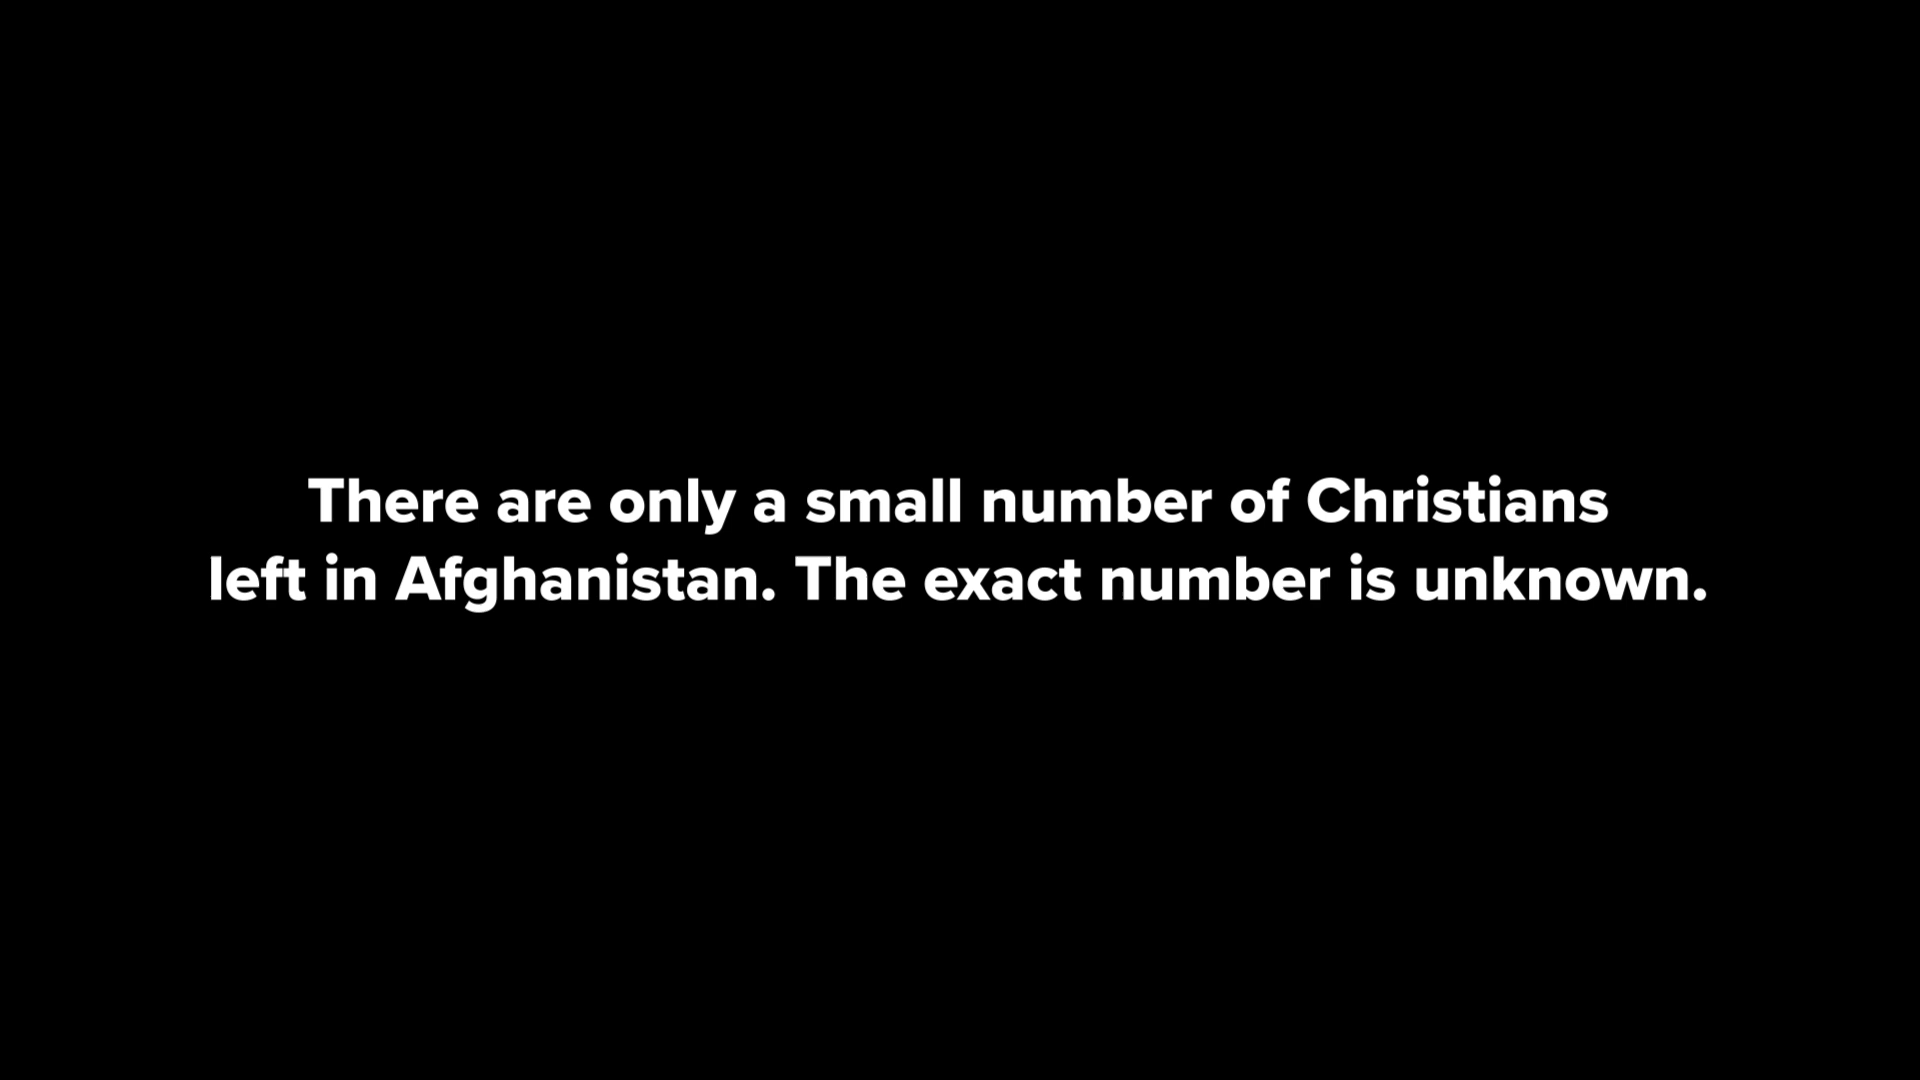 There are only a small number of Christians
left in Afghanistan. The exact number is unknown.